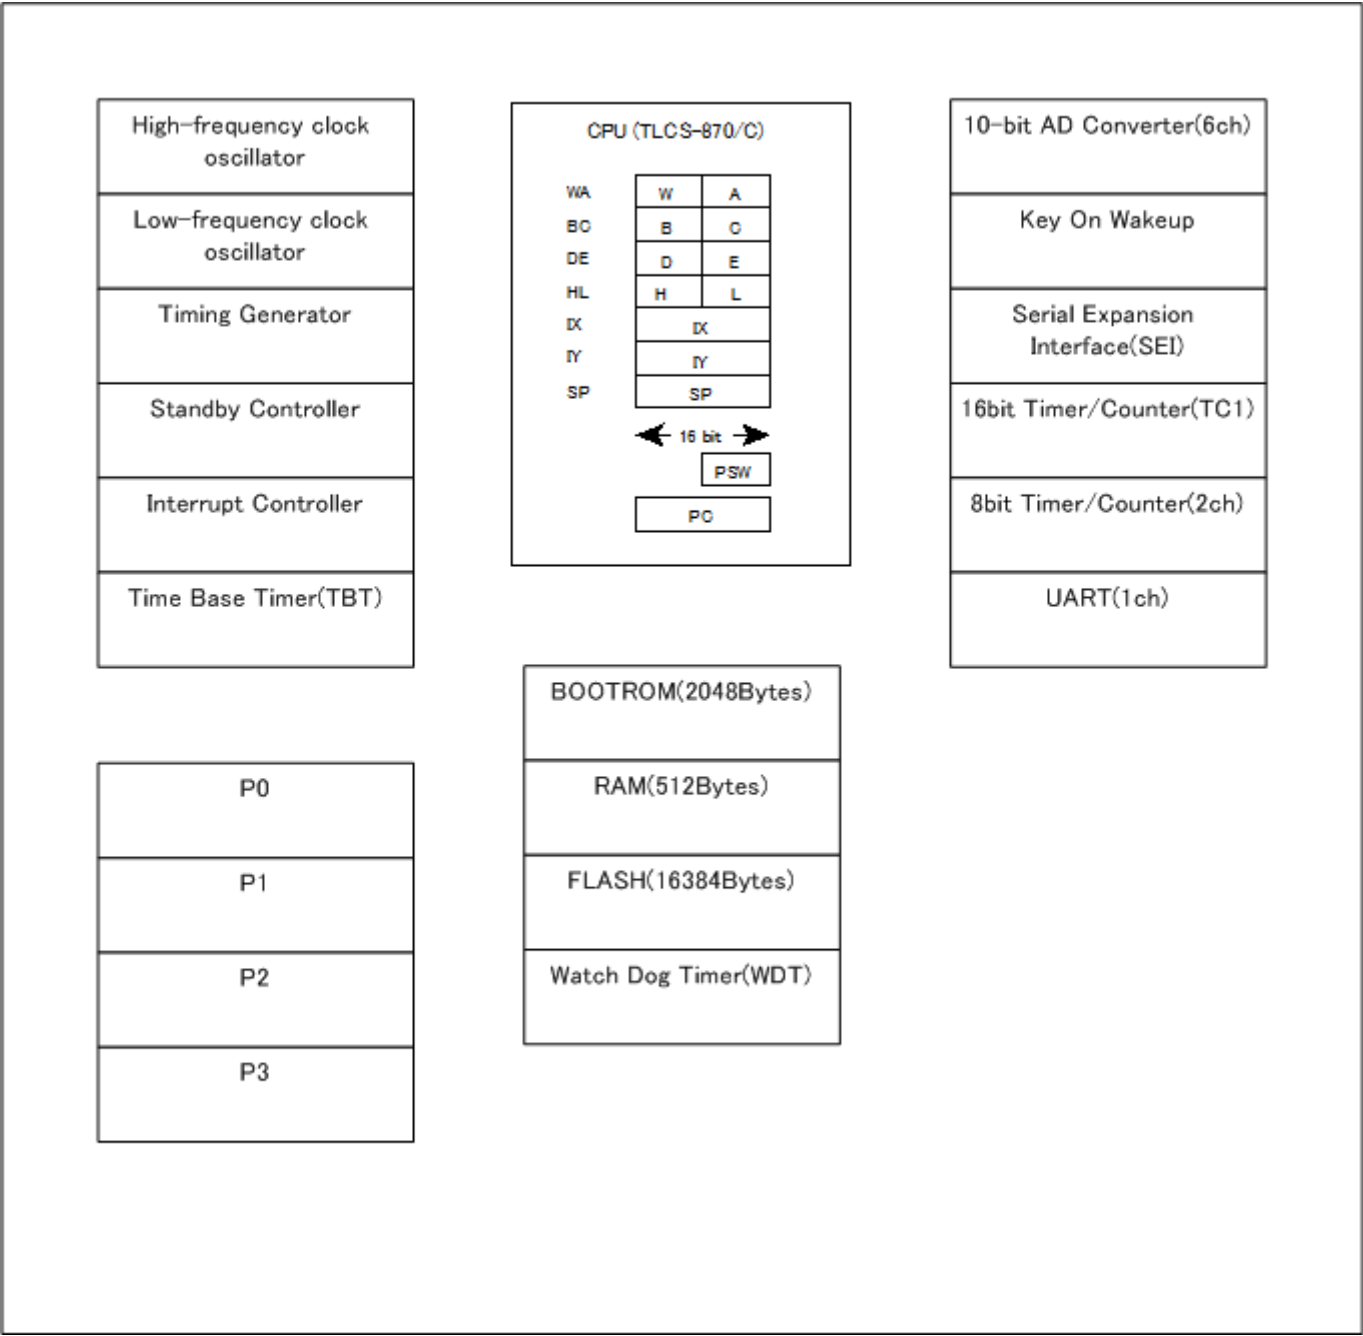 High-frequency clock
oscillator
Low-frequency clock
oscillator
Timing Generator
Standby Controller
Interrupt Controller
Time Base Timer(TBT)
P0
P1
P2
P3
CPU (TLCS-870/C)
WA W A
BC B C
DE D E
HL H L
IX IX
IY IY
SP SP
16 bit
PSW
PC
BOOTROM(2048Bytes)
RAM(512Bytes)
FLASH(16384Bytes)
Watch Dog Timer(WDT)
10-bit AD Converter(6ch)
Key On Wakeup
Serial Expansion
Interface(SEI)
16bit Timer/Counter(TC1)
8bit Timer/Counter(2ch)
UART(1ch)